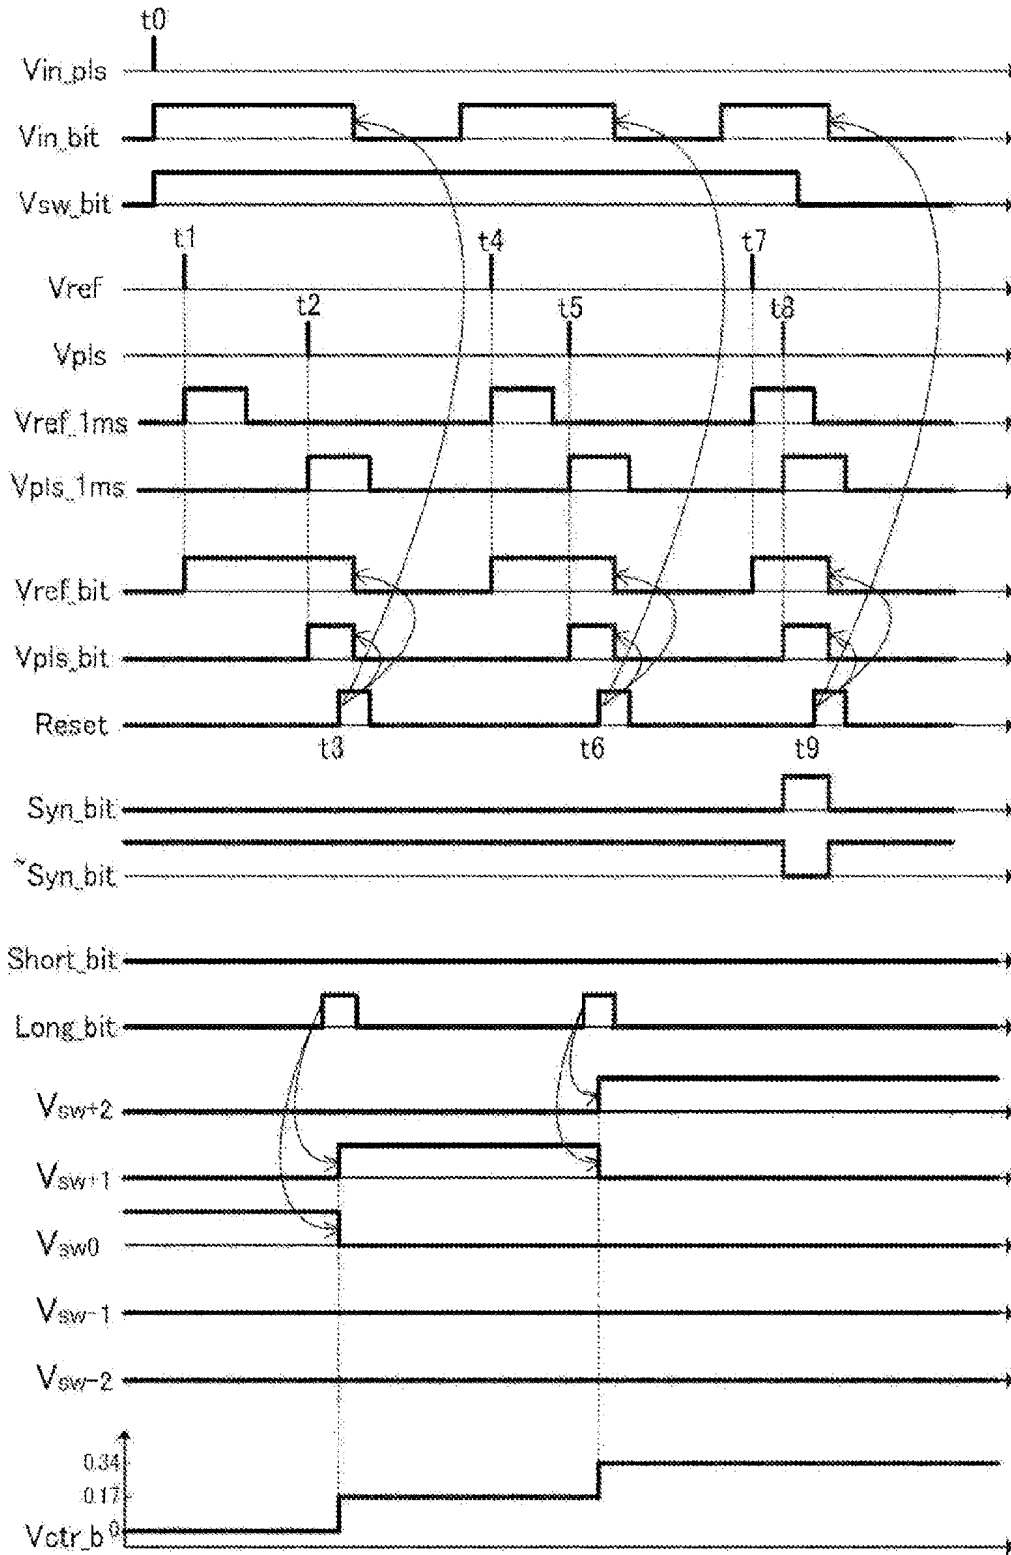 t0
Vin_pls
Vin_bit
Vsw_bit
t1 t4 t7
Vref
t2 t5 t8
Vpls
Vref_1ms
Vpls_1ms
Vref_bit
Vpls_bit
Reset
t3 t6 t9
Syn_bit
~Syn_bit
Short_bit
Long_bit
Vsw+2
Vsw+1
Vsw0
Vsw-1
Vsw-2
0.34
0.17
Vctr_b 0